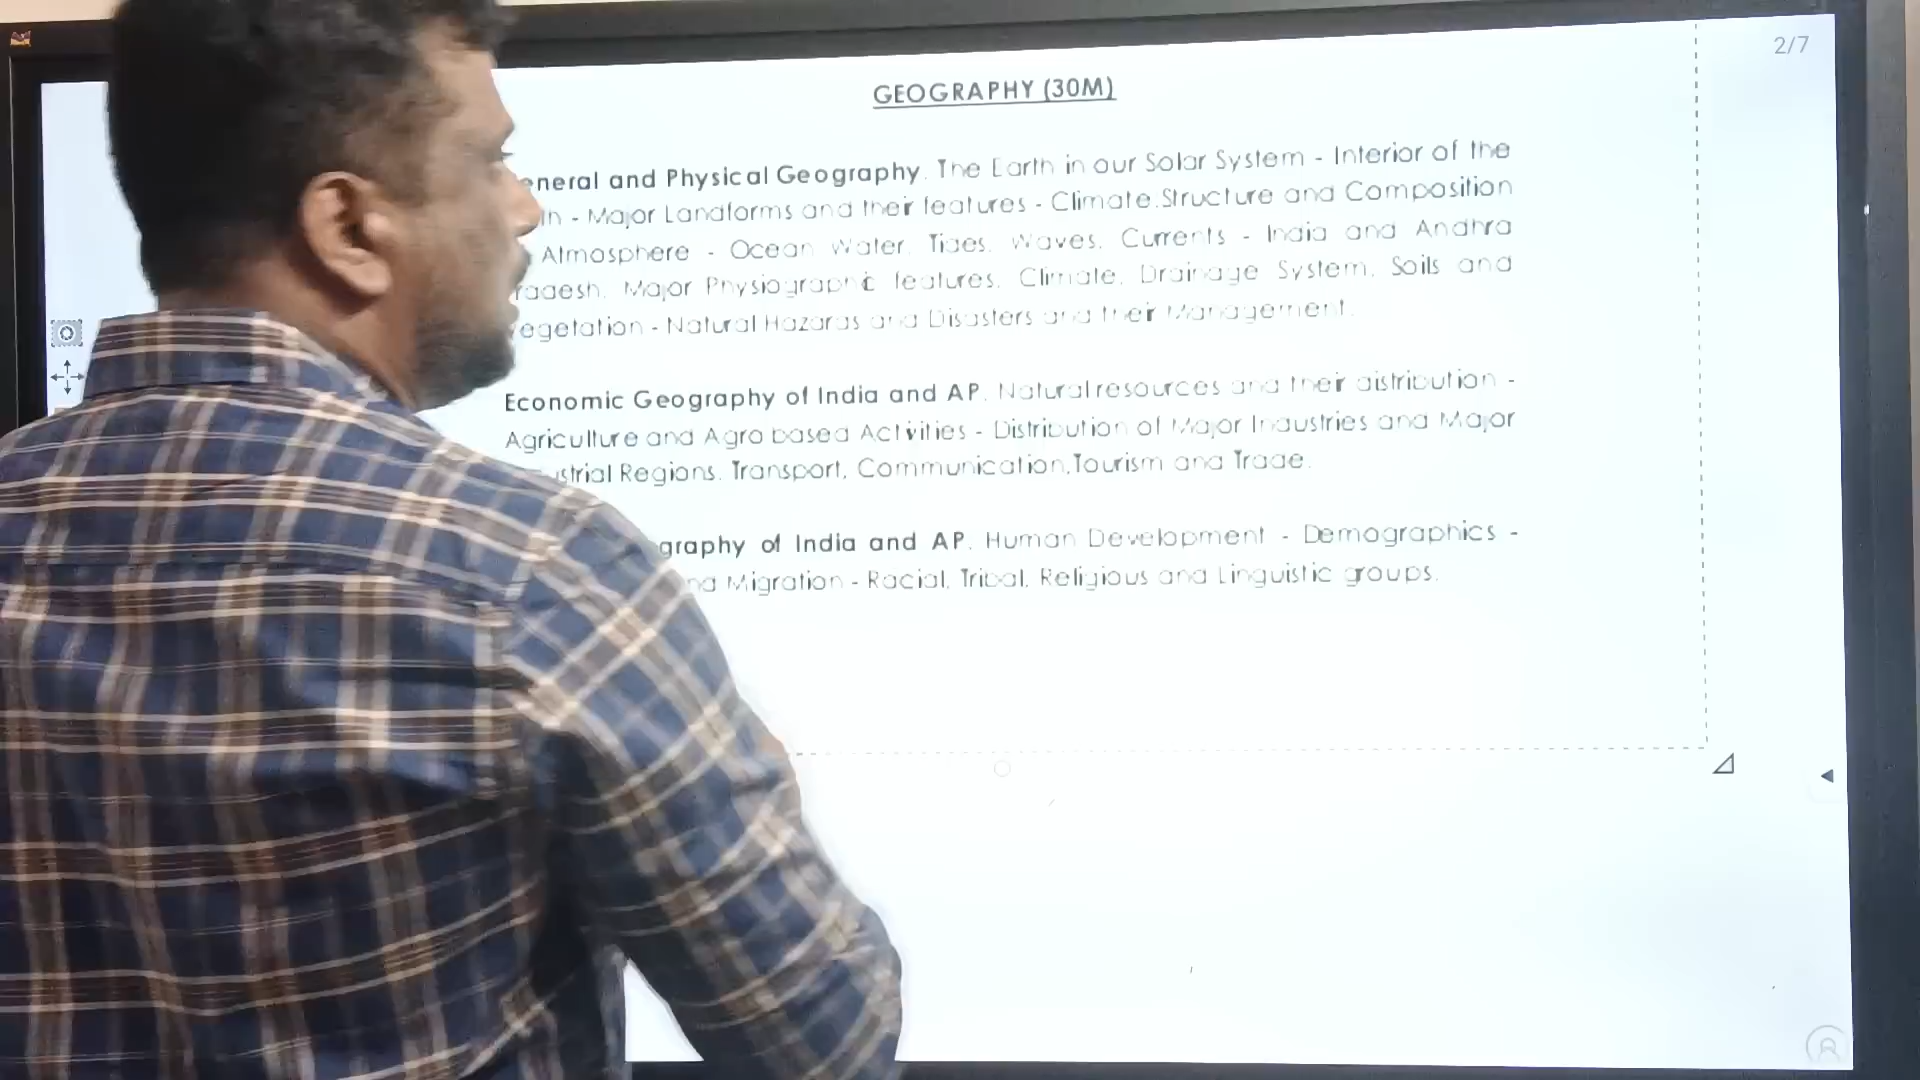 2/7
GEOGRAPHY (30M)
eneral and Physical Geography. The Earth in our Solar System - Interior of the
th - Major Landforms and their features - Climate. Structure and Composition
Atmosphere - Ocean Water. Tides. Waves. Currents - India and Andhra
radesh. Major Physiographic features. Climate. Drainage System. Soils and
egetation - Natural Hazards and Disasters and their Management.
Economic Geography of India and AP. Natural resources and their distribution -
Agriculture and Agro based Activities - Distribution of Major Industries and Major
strial Regions. Transport, Communication, Tourism and Trade.
graphy of India and AP. Human Development - Demographics -
nd Migration - Racial, Tribal, Religious and Linguistic groups.